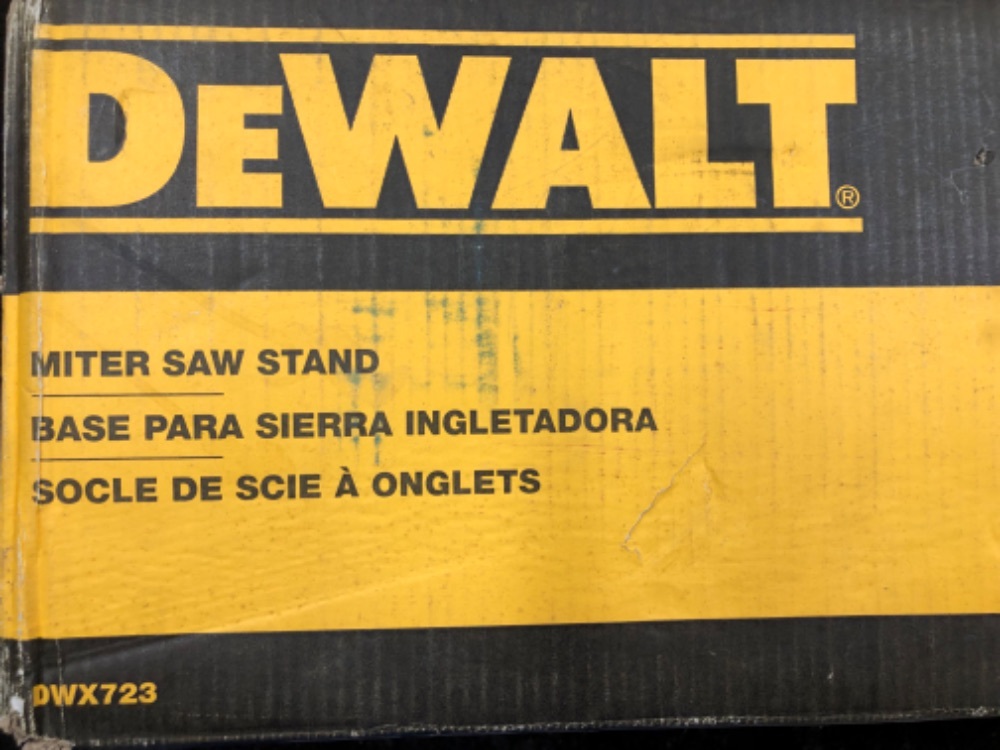 DEWALT®
MITER SAW STAND
BASE PARA SIERRA INGLETADORA
SOCLE DE SCIE À ONGLETS
DWX723